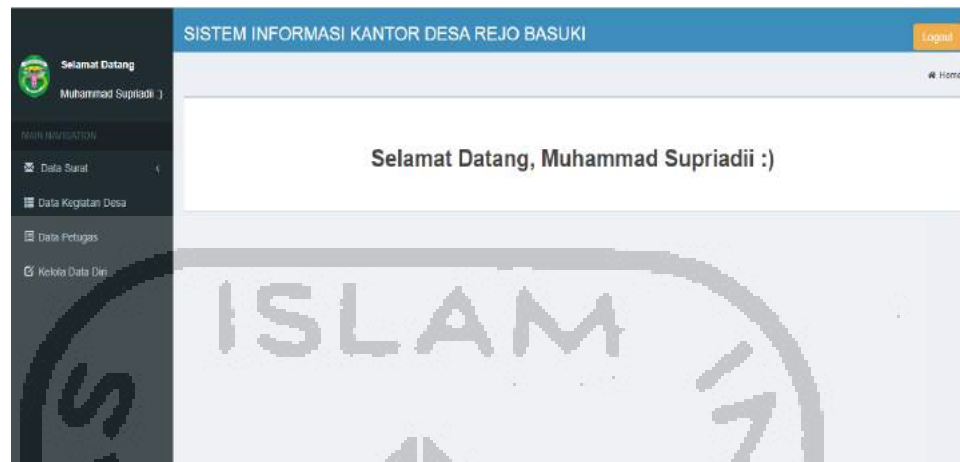 SISTEM INFORMASI KANTOR DESA REJO BASUKI
Logout
Selamat Datang
Muhammad Supriadii :)
Home
MAIN NAVIGATION
Data Surat
Data Kegiatan Desa
Data Petugas
Kelola Data Diri
Selamat Datang, Muhammad Supriadii :)
ISLAM